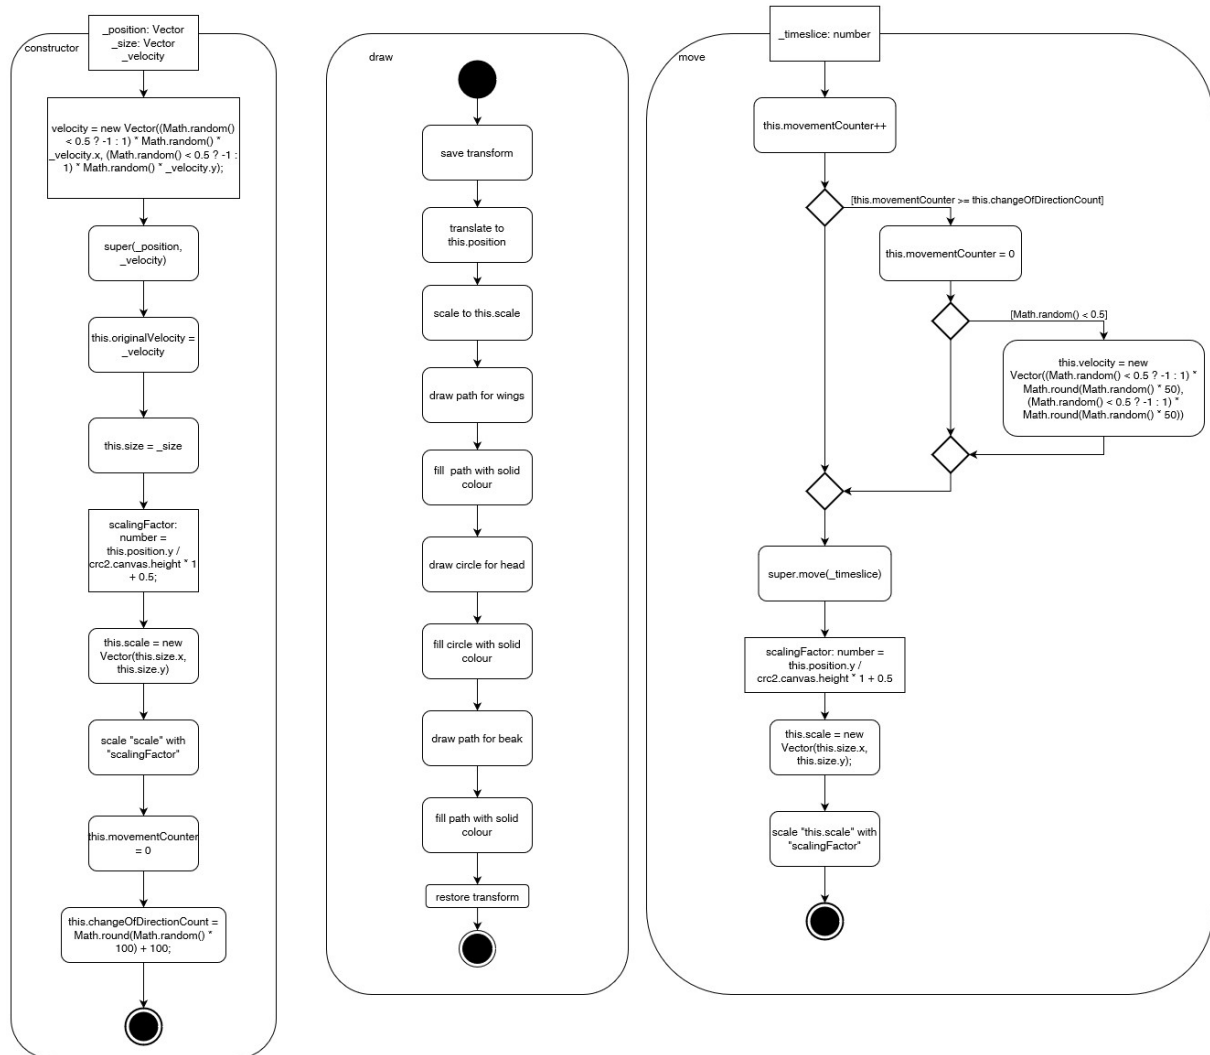 constructor
_position: Vector
_size: Vector
_velocity
velocity = new Vector((Math.random()
< 0.5 ? -1 : 1) * Math.random() *
_velocity.x, (Math.random() < 0.5 ? -1 :
1) * Math.random() * _velocity.y);
super(_position,
_velocity)
this.originalVelocity =
_velocity
this.size = _size
scalingFactor:
number =
this.position.y /
crc2.canvas.height * 1
+ 0.5;
this.scale = new
Vector(this.size.x,
this.size.y)
scale "scale" with
"scalingFactor"
this.movementCounter
= 0
this.changeOfDirectionCount =
Math.round(Math.random() *
100) + 100;
draw
save transform
translate to
this.position
scale to this.scale
draw path for wings
fill path with solid
colour
draw circle for head
fill circle with solid
colour
draw path for beak
fill path with solid
colour
restore transform
move
_timeslice: number
this.movementCounter++
[this.movementCounter >= this.changeOfDirectionCount]
this.movementCounter = 0
[Math.random() < 0.5]
this.velocity = new
Vector((Math.random() < 0.5 ? -1 : 1) *
Math.round(Math.random() * 50),
(Math.random() < 0.5 ? -1 : 1) *
Math.round(Math.random() * 50))
super.move(_timeslice)
scalingFactor: number =
this.position.y /
crc2.canvas.height * 1 + 0.5
this.scale = new
Vector(this.size.x,
this.size.y);
scale "this.scale" with
"scalingFactor"